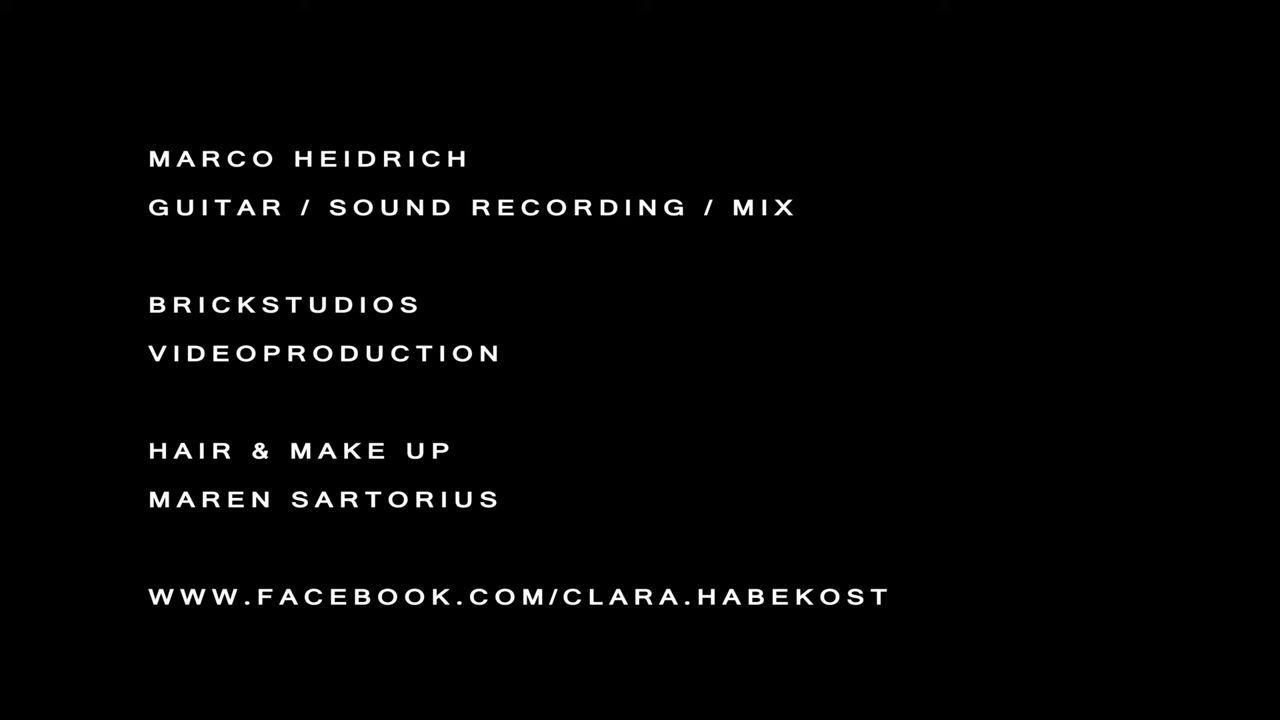 MARCO HEIDRICH
GUITAR / SOUND RECORDING / MIX
BRICKSTUDIOS
VIDEOPRODUCTION
HAIR & MAKE UP
MAREN SARTORIUS
WWW.FACEBOOK.COM/CLARA.HABEKOST